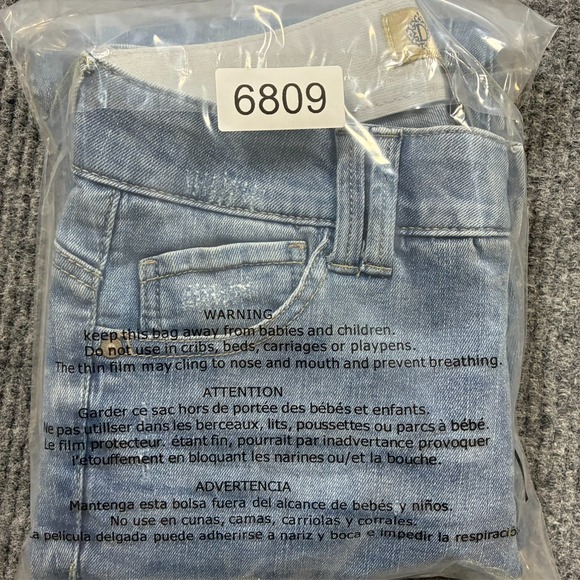 6809
WARNING
keep this bag away from babies and children.
Do not use in cribs, beds, carriages or playpens.
The thin film may cling to nose and mouth and prevent breathing.
ATTENTION
Garder ce sac hors de portée des bébés et enfants.
Ne pas utiliser dans les berceaux, lits, poussettes ou parcs à bébé.
Le film protecteur. étant fin, pourrait par inadvertance provoquer
l'étouffement en bloquant les narines ou/et la bouche.
ADVERTENCIA
Mantenga esta bolsa fuera del alcance de bebés y niños.
No use en cunas, camas, carriolas y corrales.
La película delgada puede adherirse a nariz y boca e impedir la respiració